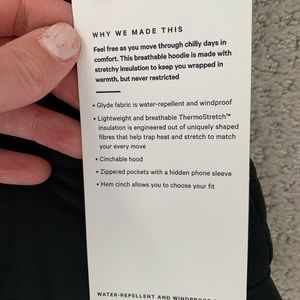 WHY WE MADE THIS
Feel free as you move through chilly days in
comfort. This breathable hoodie is made with
stretchy insulation to keep you wrapped in
warmth, but never restricted
• Glyde fabric is water-repellent and windproof
• Lightweight and breathable ThermoStretch™
insulation is engineered out of uniquely shaped
fibres that help trap heat and stretch to match
your every move
• Cinchable hood
• Zippered pockets with a hidden phone sleeve
• Hem cinch allows you to choose your fit
WATER-REPELLENT AND WINDPROOF